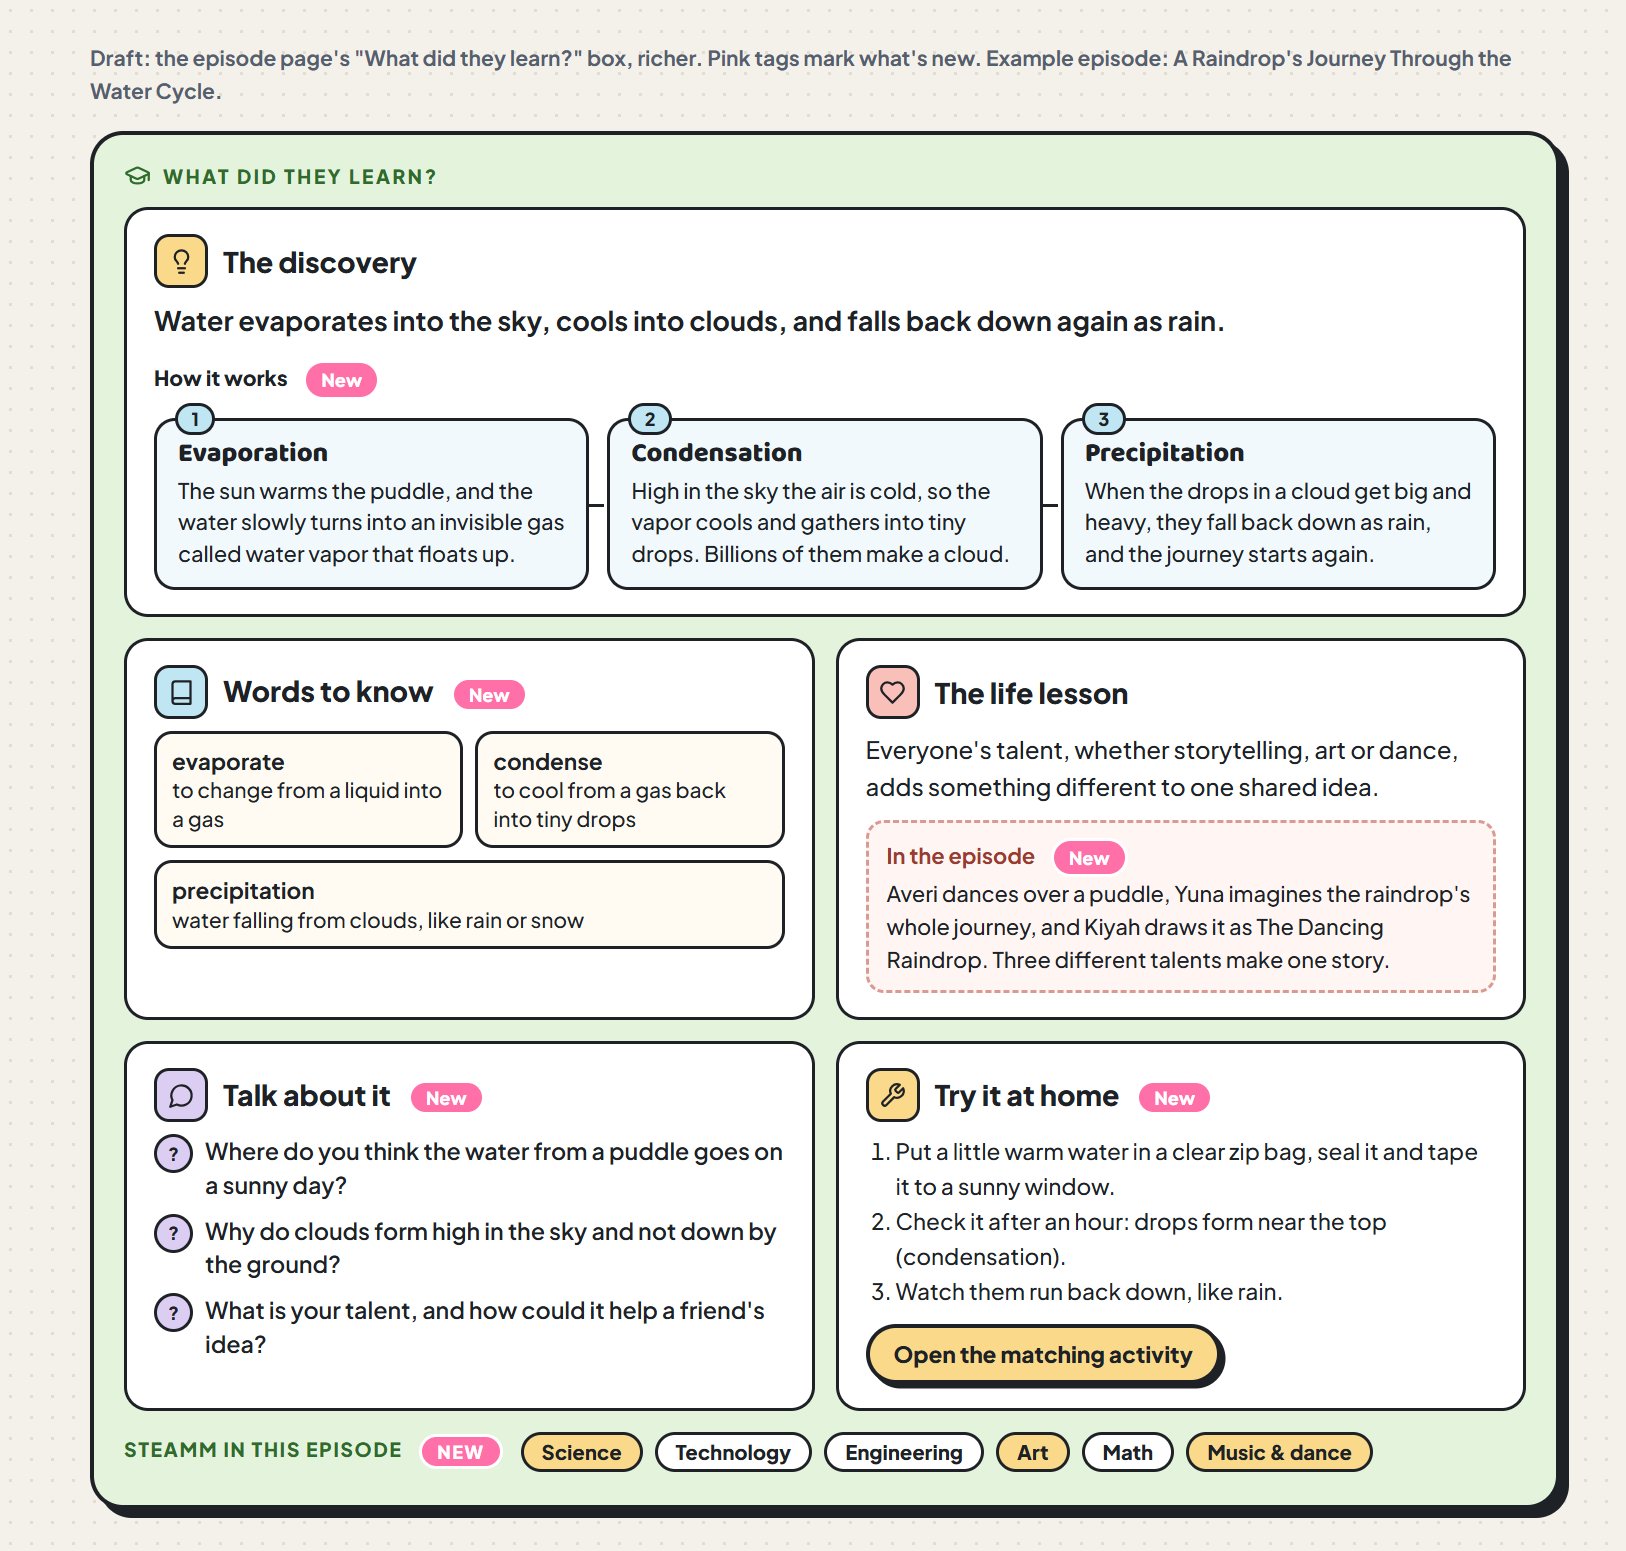 Draft: the episode page's "What did they learn?" box, richer. Pink tags mark what's new. Example episode: A Raindrop's Journey Through the
Water Cycle.
WHAT DID THEY LEARN?
The discovery
Water evaporates into the sky, cools into clouds, and falls back down again as rain.
How it works New
1
Evaporation
The sun warms the puddle, and the
water slowly turns into an invisible gas
called water vapor that floats up.
2
Condensation
High in the sky the air is cold, so the
vapor cools and gathers into tiny
drops. Billions of them make a cloud.
3
Precipitation
When the drops in a cloud get big and
heavy, they fall back down as rain,
and the journey starts again.
Words to know New
evaporate
to change from a liquid into
a gas
condense
to cool from a gas back
into tiny drops
precipitation
water falling from clouds, like rain or snow
The life lesson
Everyone's talent, whether storytelling, art or dance,
adds something different to one shared idea.
In the episode New
Averi dances over a puddle, Yuna imagines the raindrop's
whole journey, and Kiyah draws it as The Dancing
Raindrop. Three different talents make one story.
Talk about it New
? Where do you think the water from a puddle goes on
a sunny day?
? Why do clouds form high in the sky and not down by
the ground?
? What is your talent, and how could it help a friend's
idea?
Try it at home New
1. Put a little warm water in a clear zip bag, seal it and tape
it to a sunny window.
2. Check it after an hour: drops form near the top
(condensation).
3. Watch them run back down, like rain.
Open the matching activity
STEAMM IN THIS EPISODE NEW Science Technology Engineering Art Math Music & dance